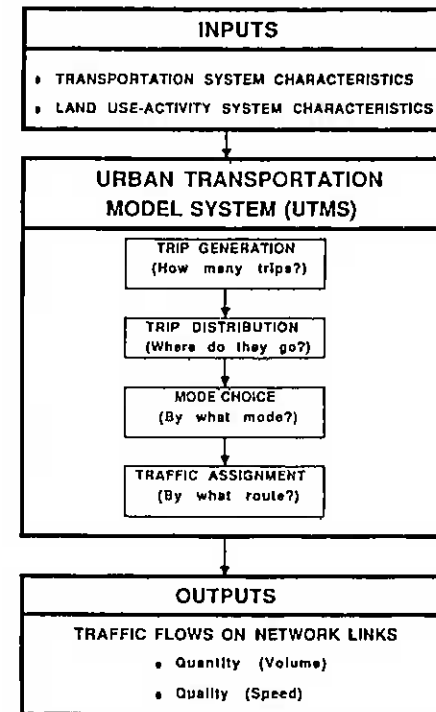 INPUTS
• TRANSPORTATION SYSTEM CHARACTERISTICS
• LAND USE-ACTIVITY SYSTEM CHARACTERISTICS
URBAN TRANSPORTATION
MODEL SYSTEM (UTMS)
TRIP GENERATION
(How many trips?)
TRIP DISTRIBUTION
(Where do they go?)
MODE CHOICE
(By what mode?)
TRAFFIC ASSIGNMENT
(By what route?)
OUTPUTS
TRAFFIC FLOWS ON NETWORK LINKS
• Quantity (Volume)
• Quality (Speed)